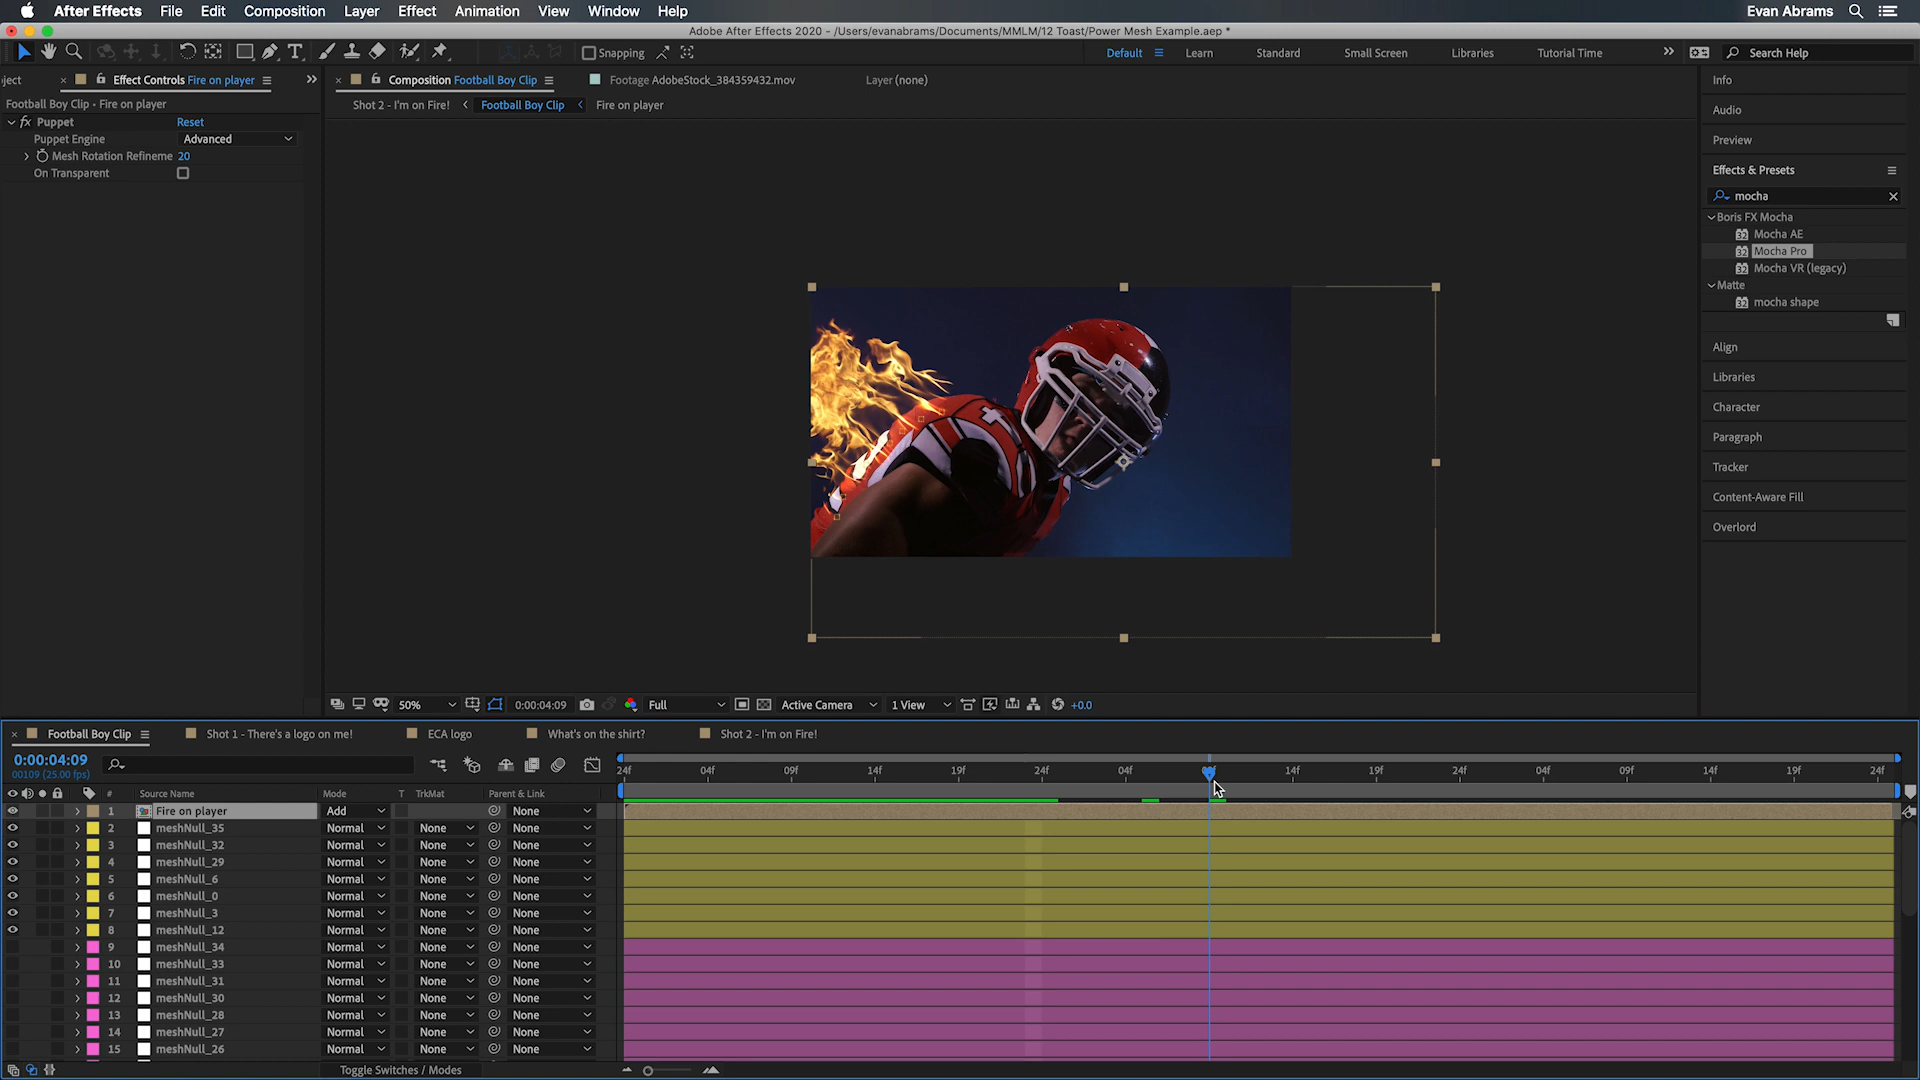 After Effects File Edit Composition Layer Effect Animation View Window Help Evan Abrams
Adobe After Effects 2020 - /Users/evanabrams/Documents/MMLM/12 Toast/Power Mesh Example.aep *
Snapping Default Learn Standard Small Screen Libraries Tutorial Time Search Help
ject Effect Controls Fire on player Composition Football Boy Clip Footage AdobeStock_384359432.mov Layer (none)
Football Boy Clip • Fire on player Shot 2 - I'm on Fire! Football Boy Clip Fire on player
fx Puppet Reset
Puppet Engine Advanced
Mesh Rotation Refineme 20
On Transparent
Info
Audio
Preview
Effects & Presets
mocha
Boris FX Mocha
Mocha AE
Mocha Pro
Mocha VR (legacy)
Matte
mocha shape
Align
Libraries
Character
Paragraph
Tracker
Content-Aware Fill
Overlord
50% 0:00:04:09 Full Active Camera 1 View +0.0
Football Boy Clip Shot 1 - There's a logo on me! ECA logo What's on the shirt? Shot 2 - I'm on Fire!
0:00:04:09
00109 (25.00 fps)
24f 04f 09f 14f 19f 24f 04f 14f 19f 24f 04f 09f 14f 19f 24f
# Source Name Mode T TrkMat Parent & Link
1 Fire on player Add None
2 meshNull_35 Normal None None
3 meshNull_32 Normal None None
4 meshNull_29 Normal None None
5 meshNull_6 Normal None None
6 meshNull_0 Normal None None
7 meshNull_3 Normal None None
8 meshNull_12 Normal None None
9 meshNull_34 Normal None None
10 meshNull_33 Normal None None
11 meshNull_31 Normal None None
12 meshNull_30 Normal None None
13 meshNull_28 Normal None None
14 meshNull_27 Normal None None
15 meshNull_26 Normal None None
Toggle Switches / Modes